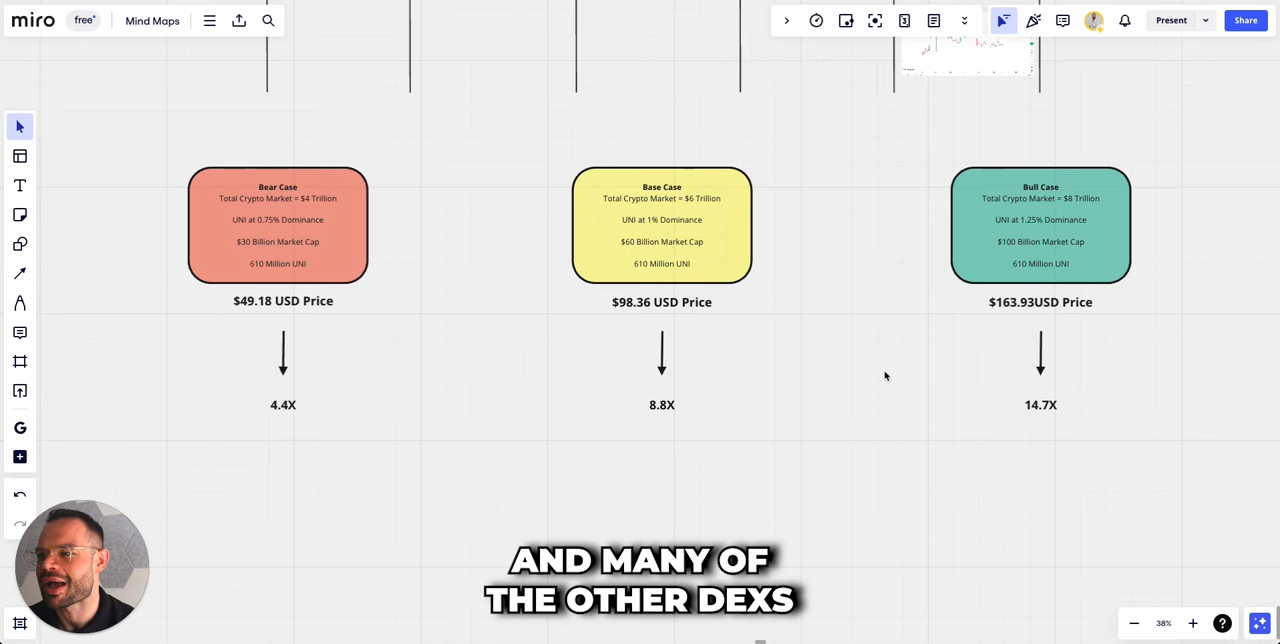 miro free Mind Maps
Present
Share
Bear Case
Total Crypto Market = $4 Trillion
UNI at 0.75% Dominance
$30 Billion Market Cap
610 Million UNI
$49.18 USD Price
4.4X
Base Case
Total Crypto Market = $6 Trillion
UNI at 1% Dominance
$60 Billion Market Cap
610 Million UNI
$98.36 USD Price
8.8X
Bull Case
Total Crypto Market = $8 Trillion
UNI at 1.25% Dominance
$100 Billion Market Cap
610 Million UNI
$163.93USD Price
14.7X
AND MANY OF
THE OTHER DEXS
38%